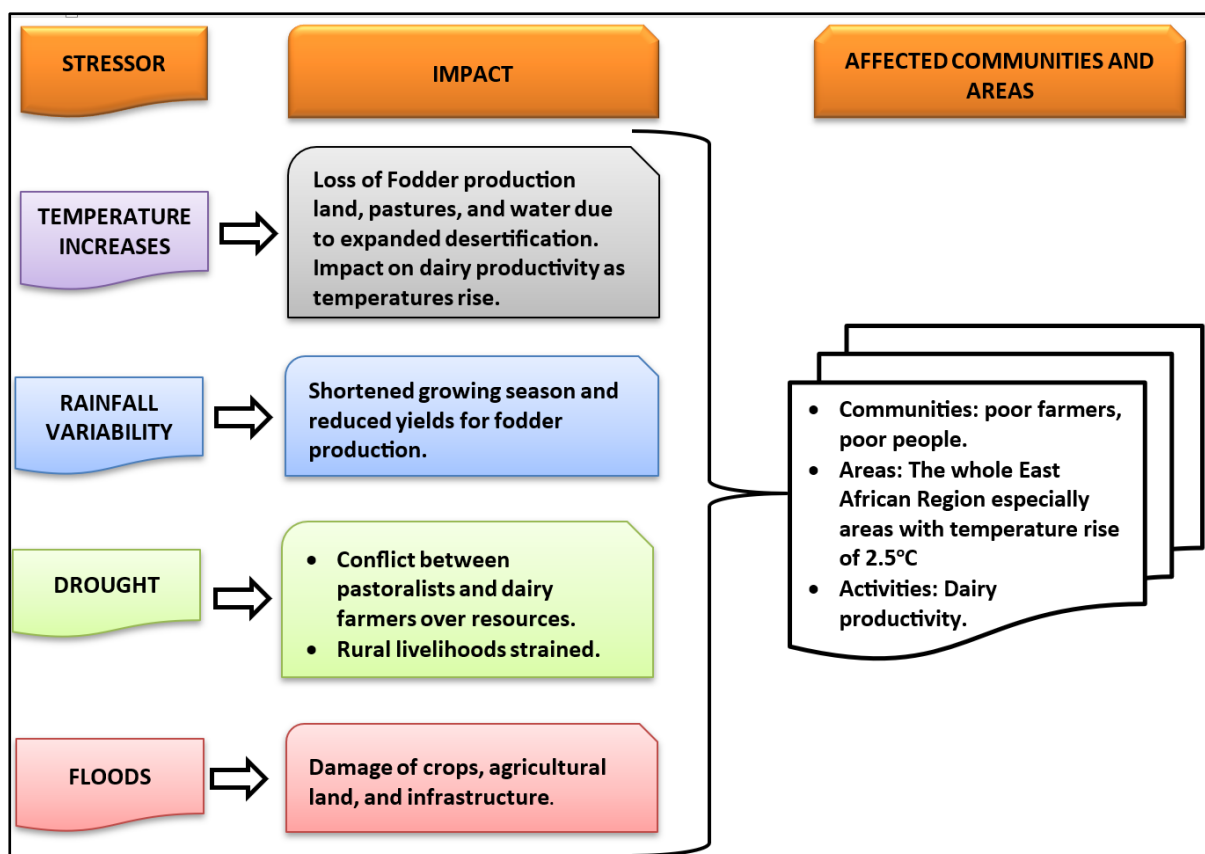 STRESSOR
IMPACT
AFFECTED COMMUNITIES AND
AREAS
TEMPERATURE
INCREASES
Loss of Fodder production
land, pastures, and water due
to expanded desertification.
Impact on dairy productivity as
temperatures rise.
RAINFALL
VARIABILITY
Shortened growing season and
reduced yields for fodder
production.
DROUGHT
• Conflict between
pastoralists and dairy
farmers over resources.
• Rural livelihoods strained.
FLOODS
Damage of crops, agricultural
land, and infrastructure.
• Communities: poor farmers,
poor people.
• Areas: The whole East
African Region especially
areas with temperature rise
of 2.5°C
• Activities: Dairy
productivity.